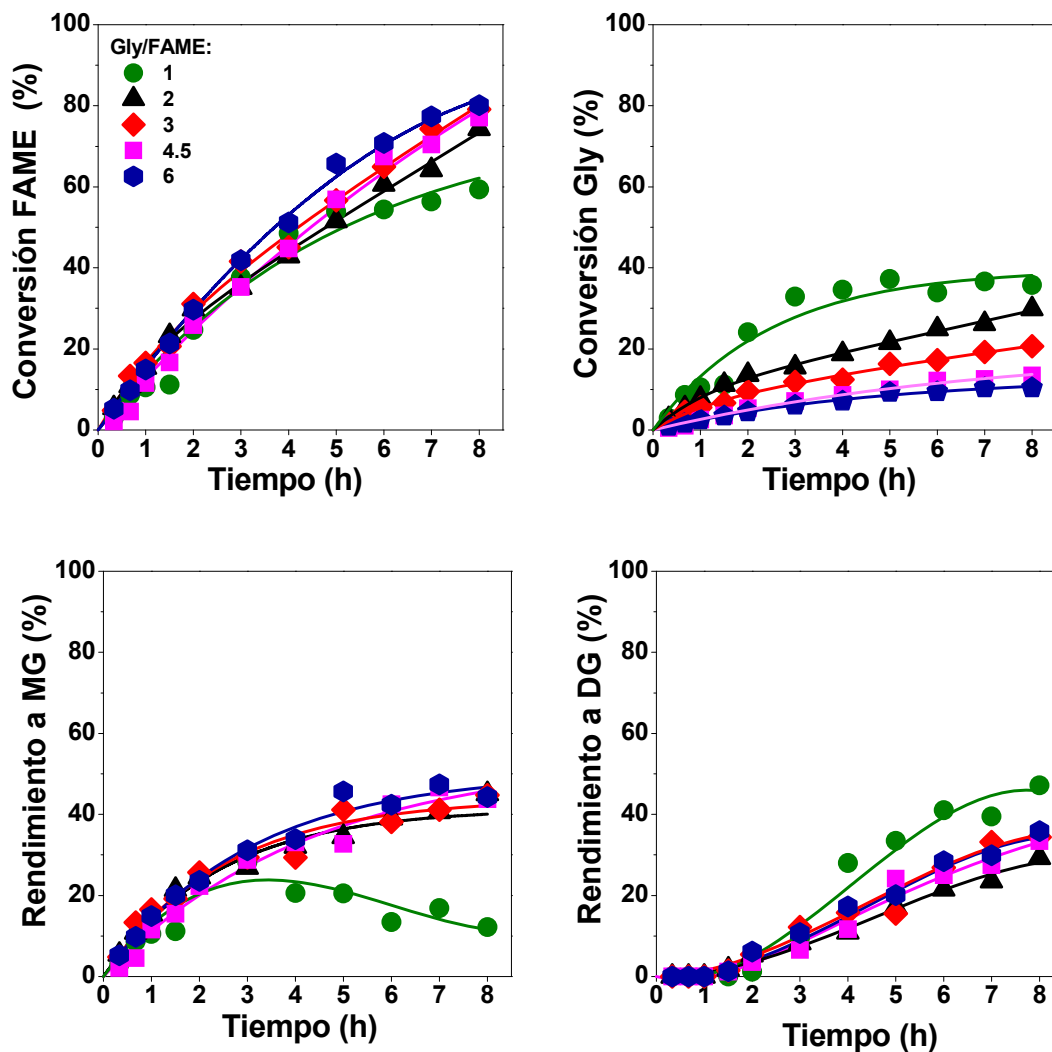 Conversión FAME (%)
100
80
60
40
20
0
Gly/FAME:
1
2
3
4.5
6
0 1 2 3 4 5 6 7 8
Tiempo (h)
Conversión Gly (%)
100
80
60
40
20
0
0 1 2 3 4 5 6 7 8
Tiempo (h)
Rendimiento a MG (%)
100
80
60
40
20
0
0 1 2 3 4 5 6 7 8
Tiempo (h)
Rendimiento a DG (%)
100
80
60
40
20
0
0 1 2 3 4 5 6 7 8
Tiempo (h)